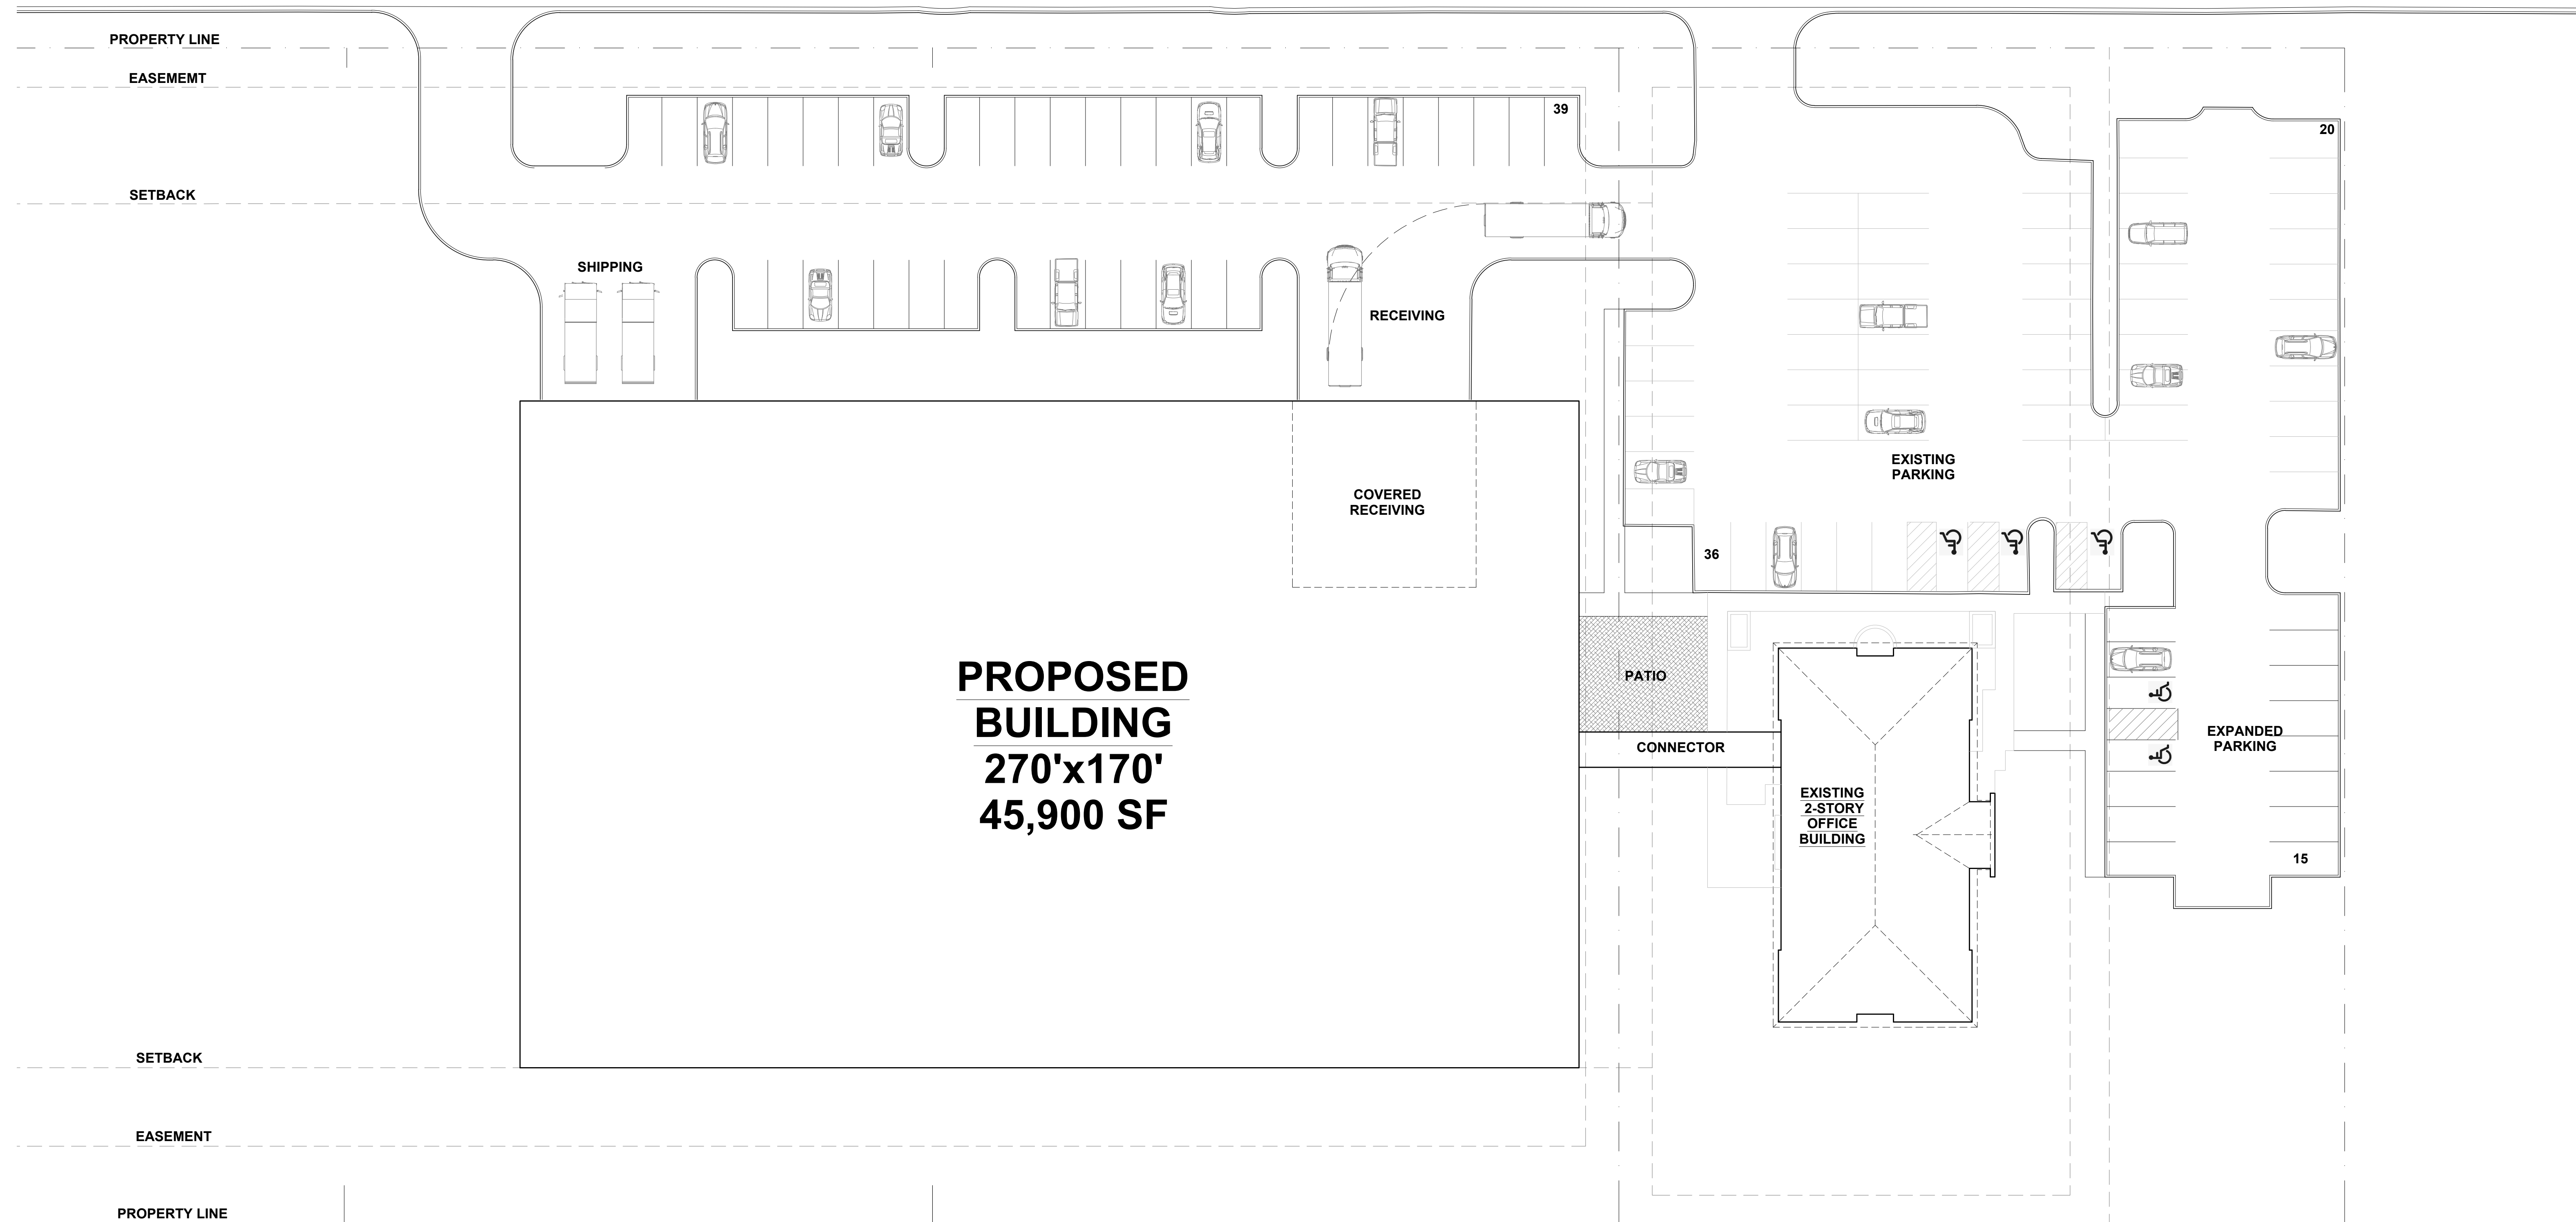 PROPERTY LINE
EASEMEMT
39
20
SETBACK
SHIPPING
RECEIVING
EXISTING
PARKING
COVERED
RECEIVING
36
PROPOSED
BUILDING
270'x170'
45,900 SF
PATIO
CONNECTOR
EXPANDED
PARKING
EXISTING
2-STORY
OFFICE
BUILDING
15
SETBACK
EASEMENT
PROPERTY LINE